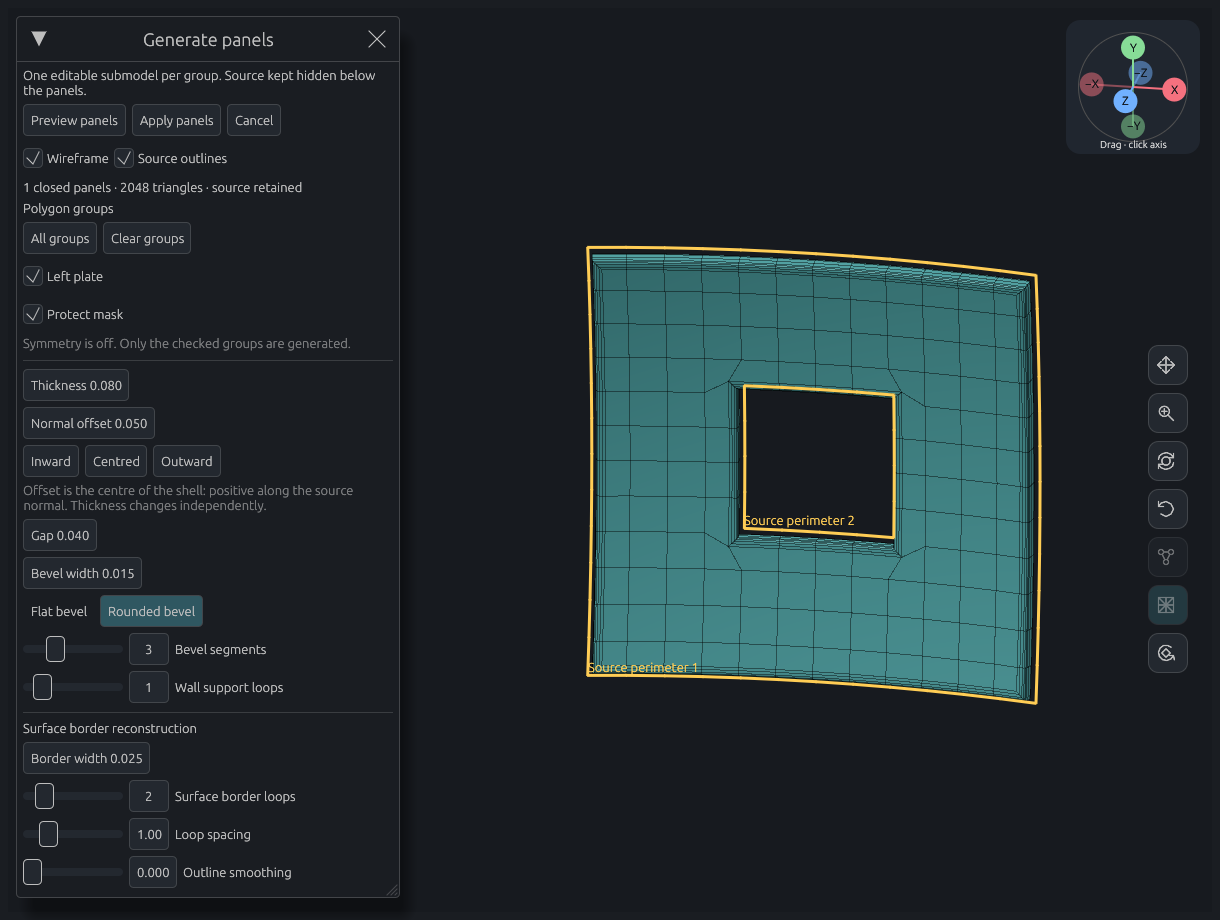 Generate panels
One editable submodel per group. Source kept hidden below
the panels.
Preview panels
Apply panels
Cancel
Wireframe
Source outlines
1 closed panels · 2048 triangles · source retained
Polygon groups
All groups
Clear groups
Left plate
Protect mask
Symmetry is off. Only the checked groups are generated.
Thickness 0.080
Normal offset 0.050
Inward
Centred
Outward
Offset is the centre of the shell: positive along the source
normal. Thickness changes independently.
Gap 0.040
Bevel width 0.015
Flat bevel
Rounded bevel
3 Bevel segments
1 Wall support loops
Surface border reconstruction
Border width 0.025
2 Surface border loops
1.00 Loop spacing
0.000 Outline smoothing
Source perimeter 2
Source perimeter 1
Y
-Z
-X
X
Z
-Y
Drag · click axis